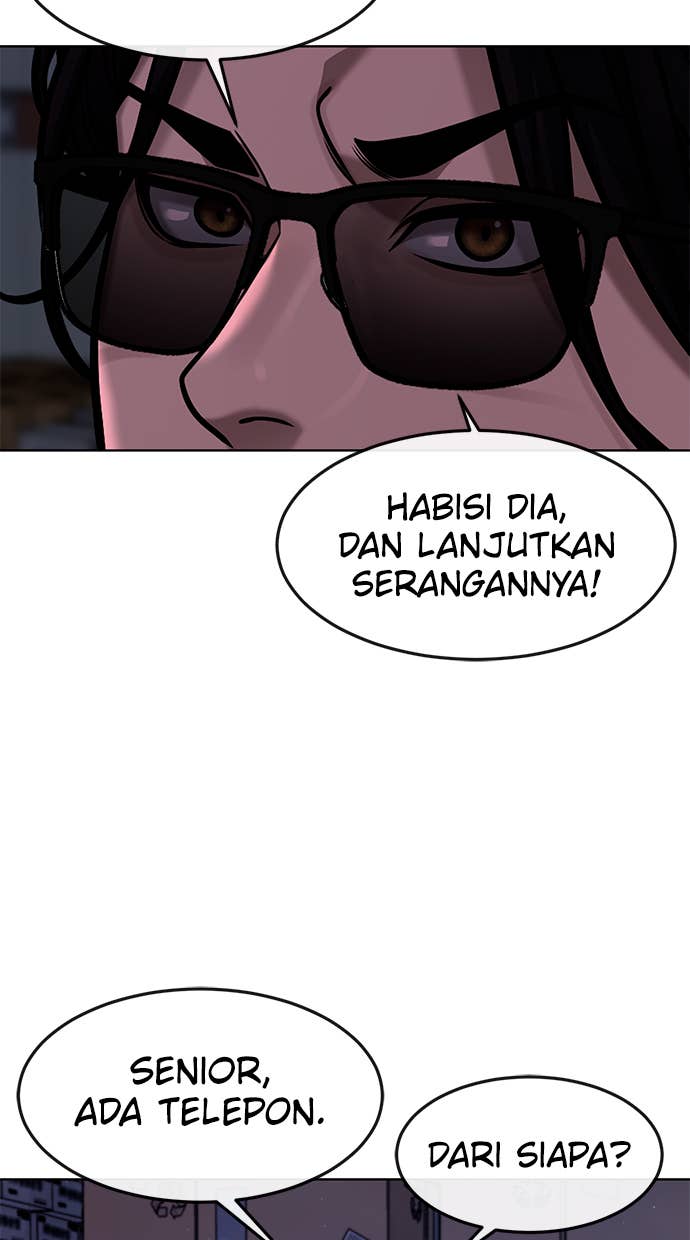 HABISI DIA,
DAN LANJUTKAN
SERANGANNYA!
SENIOR,
ADA TELEPON.
DARI SIAPA?